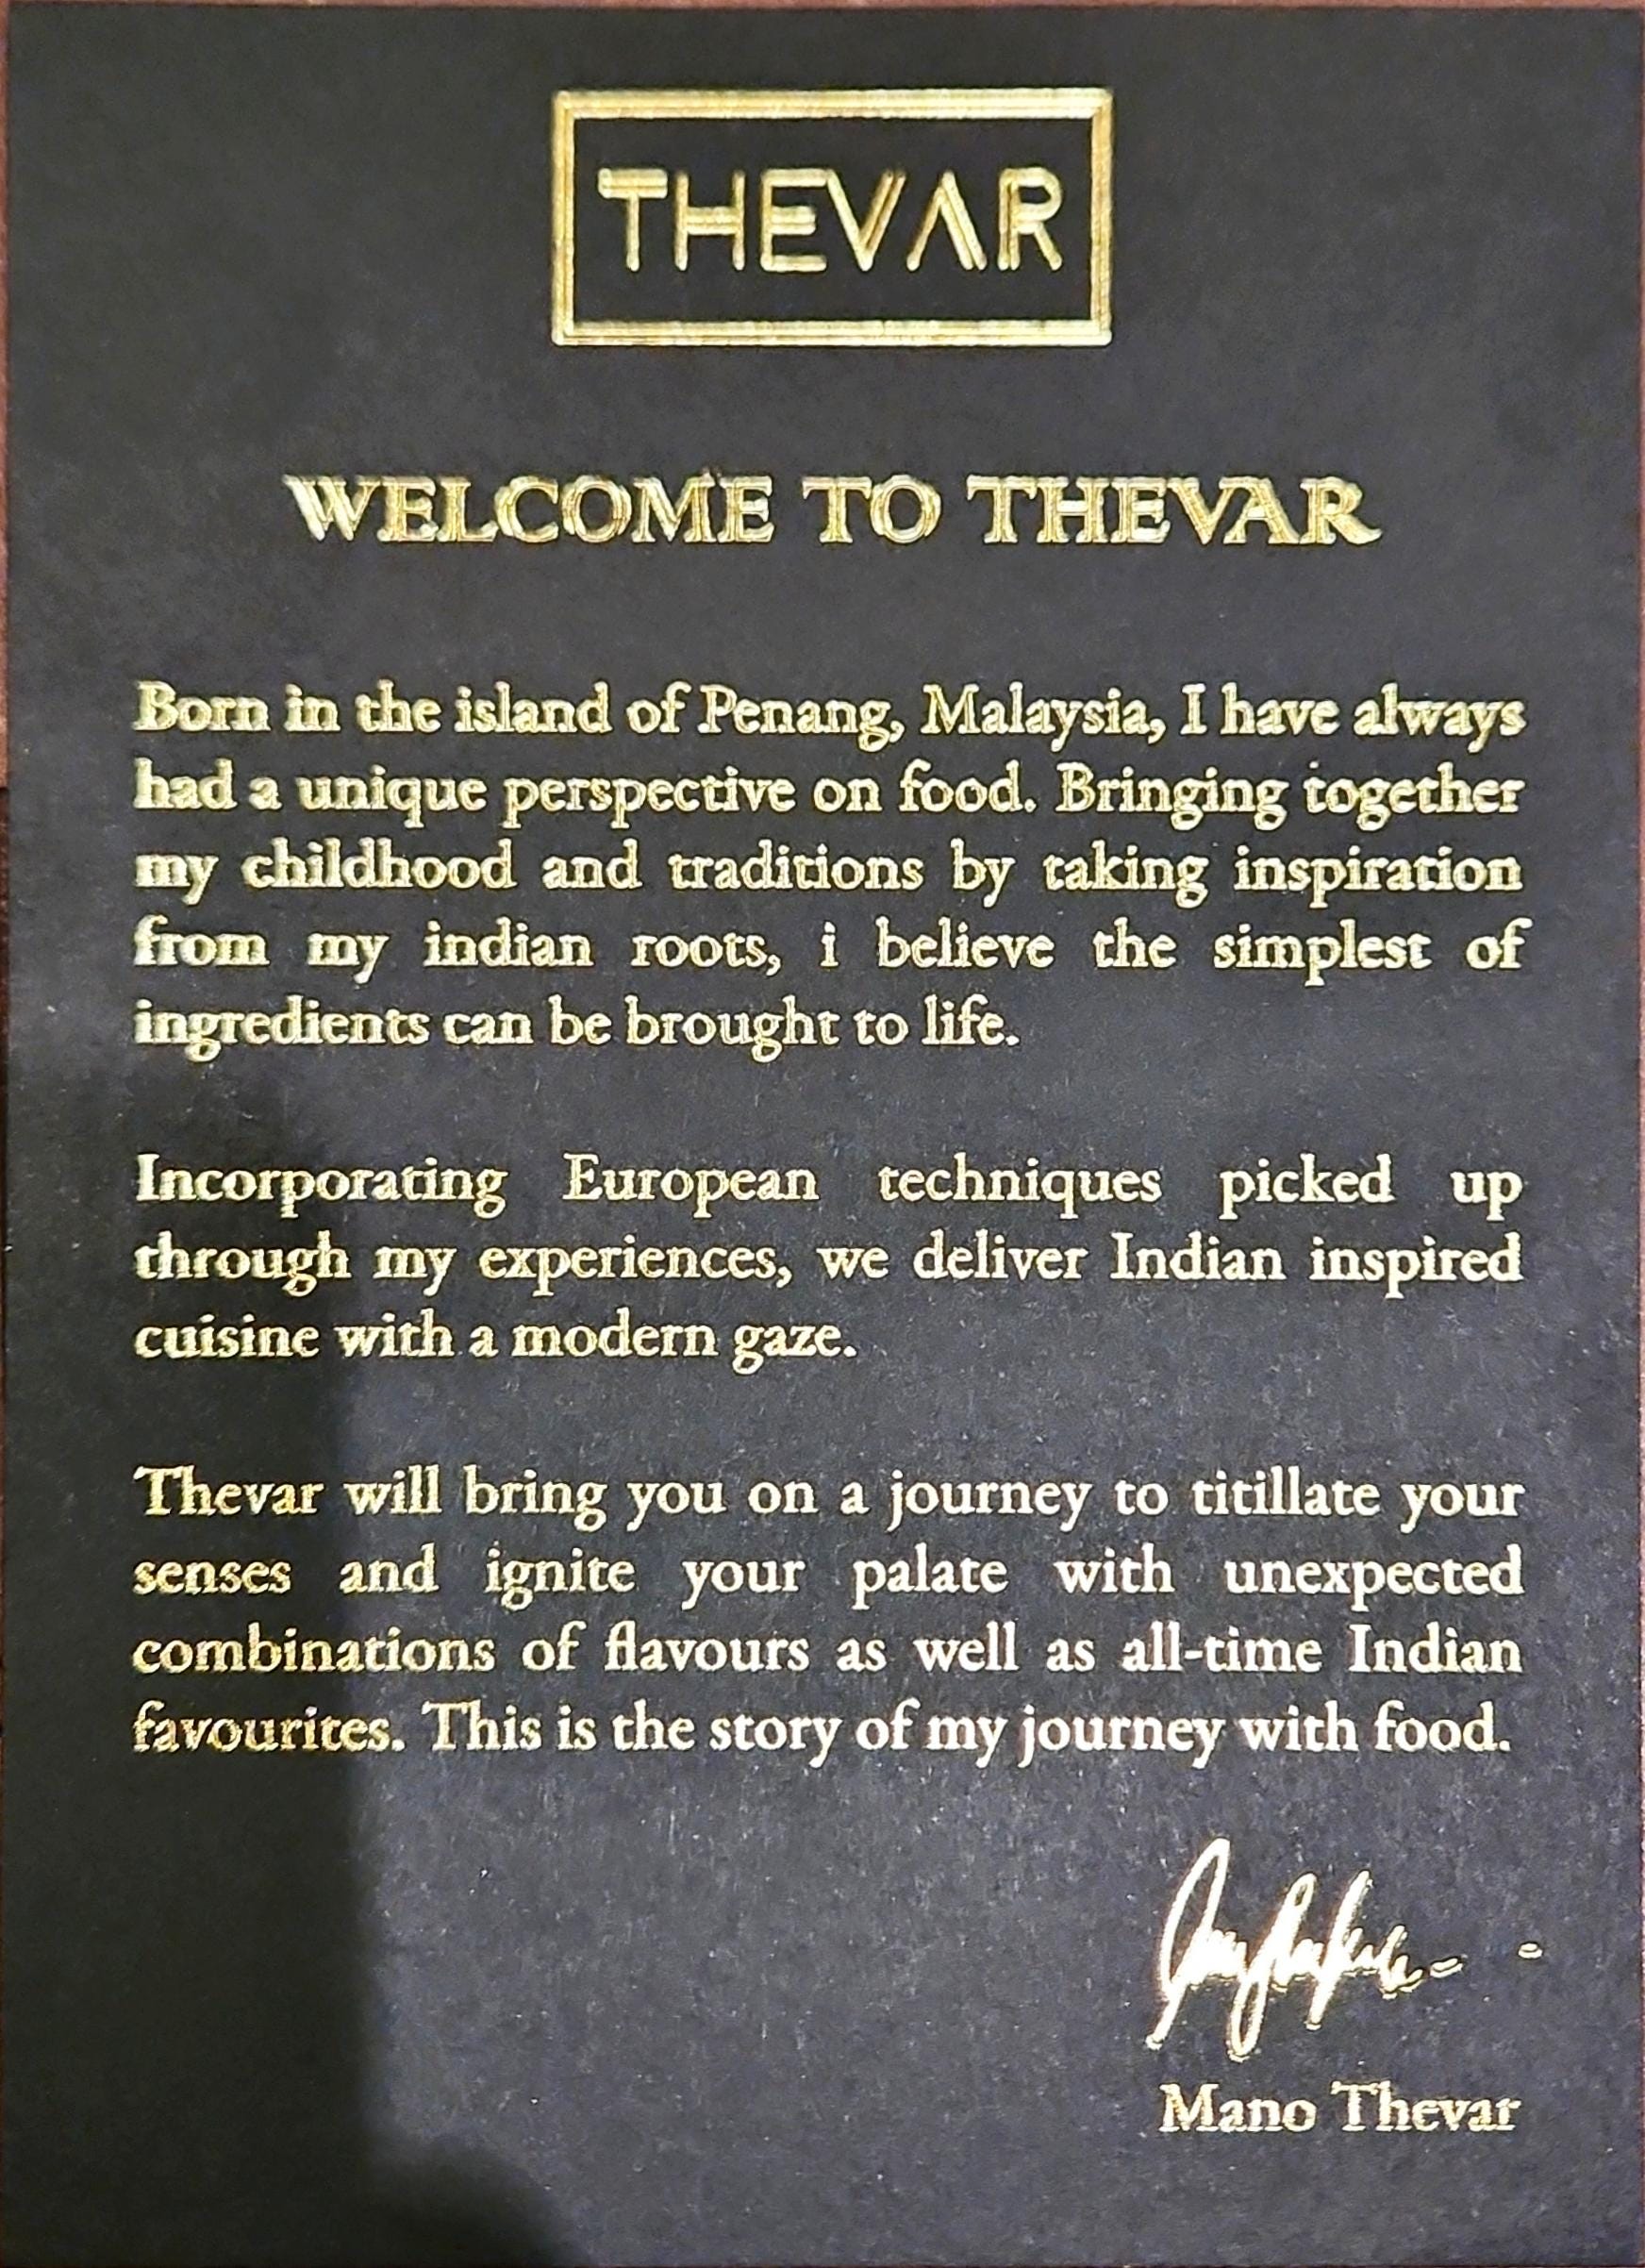 THEVAR
WELCOME TO THEVAR
Born in the island of Penang, Malaysia, I have always
had a unique perspective on food. Bringing together
my childhood and traditions by taking inspiration
from my indian roots, i believe the simplest of
ingredients can be brought to life.
Incorporating European techniques picked up
through my experiences, we deliver Indian inspired
cuisine with a modern gaze.
Thevar will bring you on a journey to titillate your
senses and ignite your palate with unexpected
combinations of flavours as well as all-time Indian
favourites. This is the story of my journey with food.
Mano Thevar